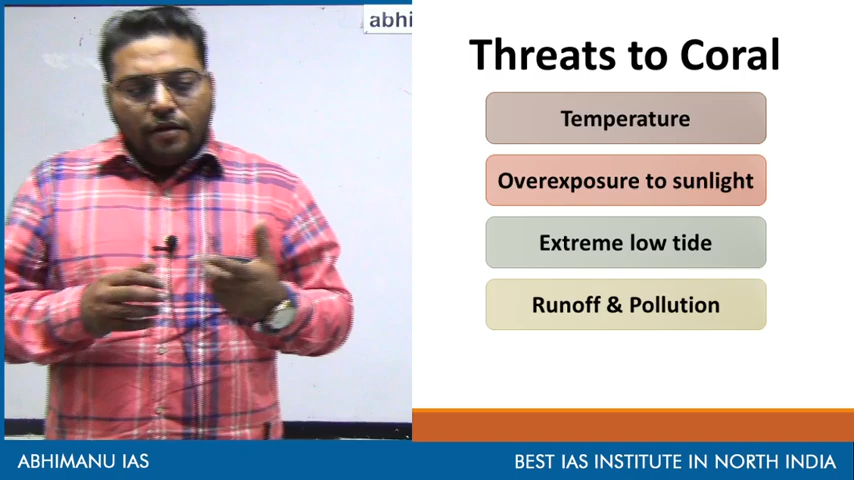 abhi
Threats to Coral
Temperature
Overexposure to sunlight
Extreme low tide
Runoff & Pollution
ABHIMANU IAS
BEST IAS INSTITUTE IN NORTH INDIA